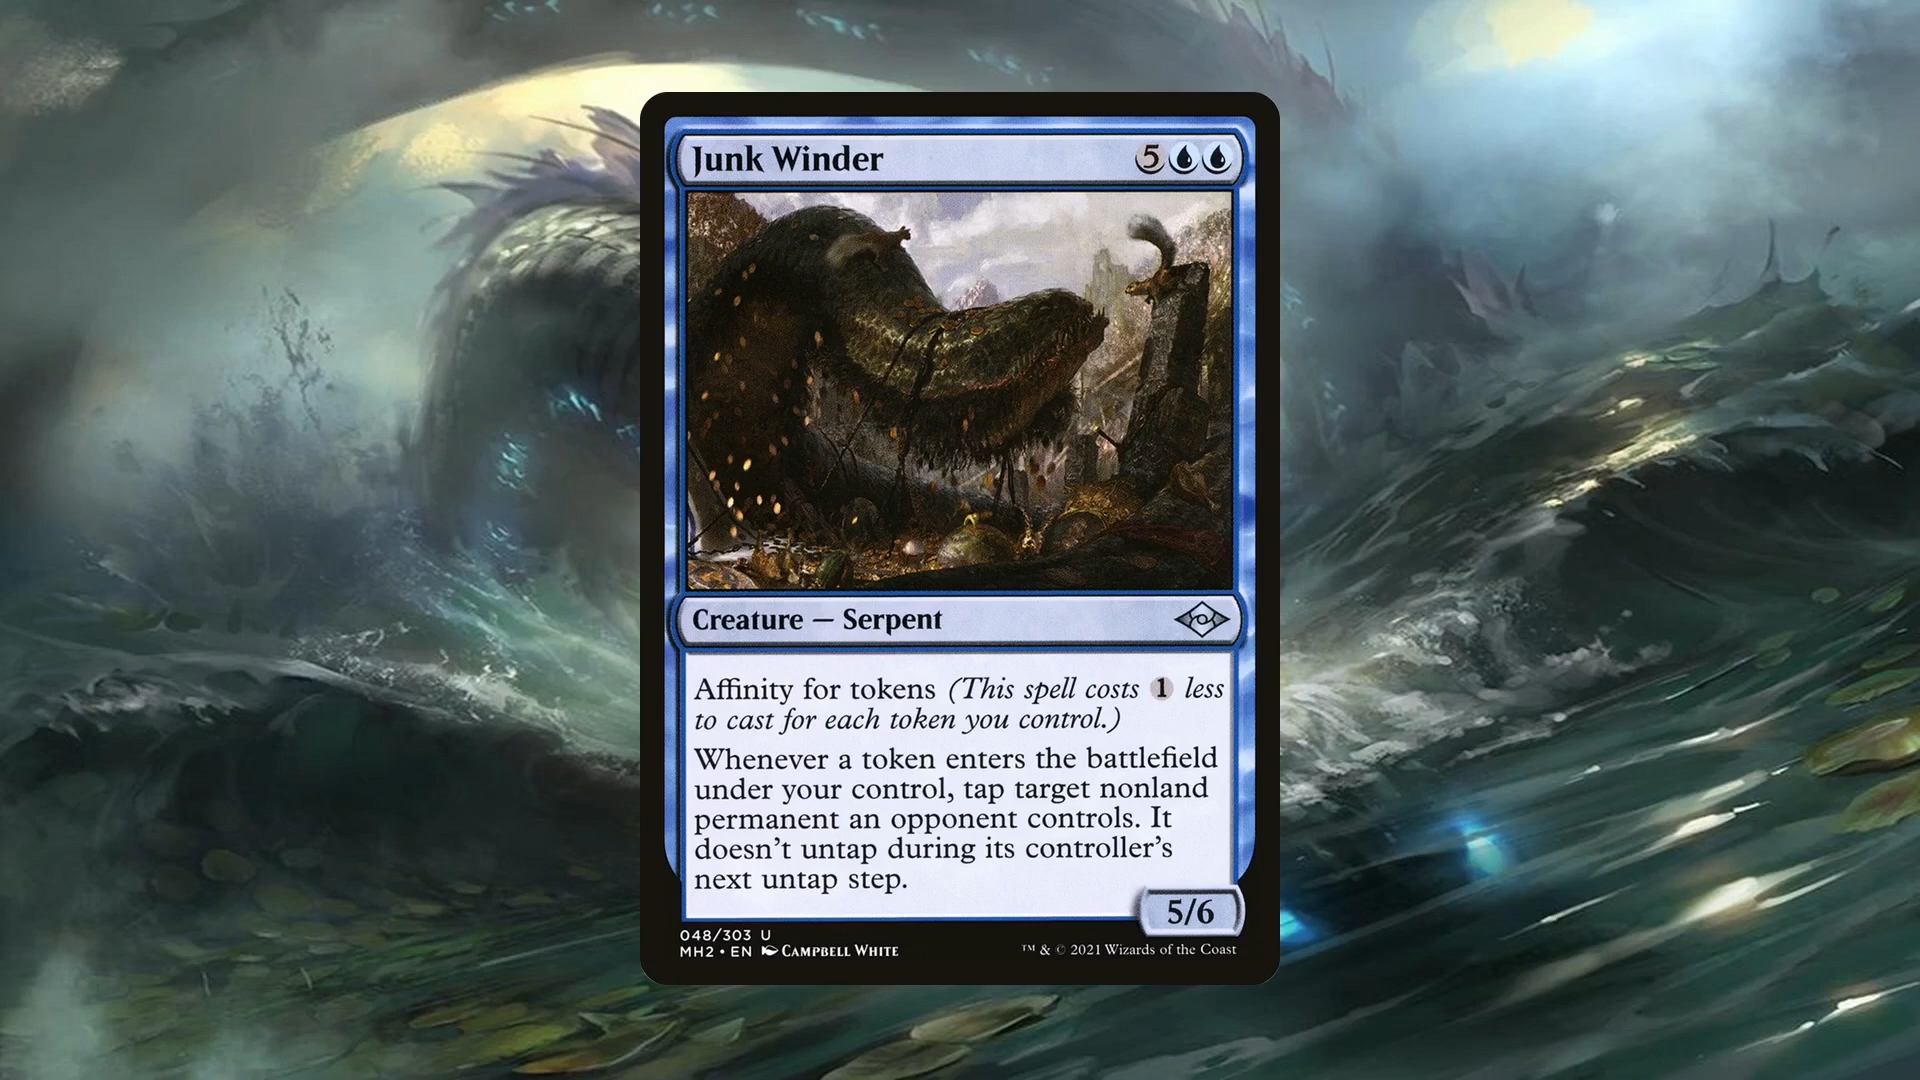 Junk Winder 5
Creature — Serpent
Affinity for tokens (This spell costs 1 less
to cast for each token you control.)
Whenever a token enters the battlefield
under your control, tap target nonland
permanent an opponent controls. It
doesn't untap during its controller's
next untap step.
5/6
048/303 U
MH2 • EN CAMPBELL WHITE
™ & © 2021 Wizards of the Coast